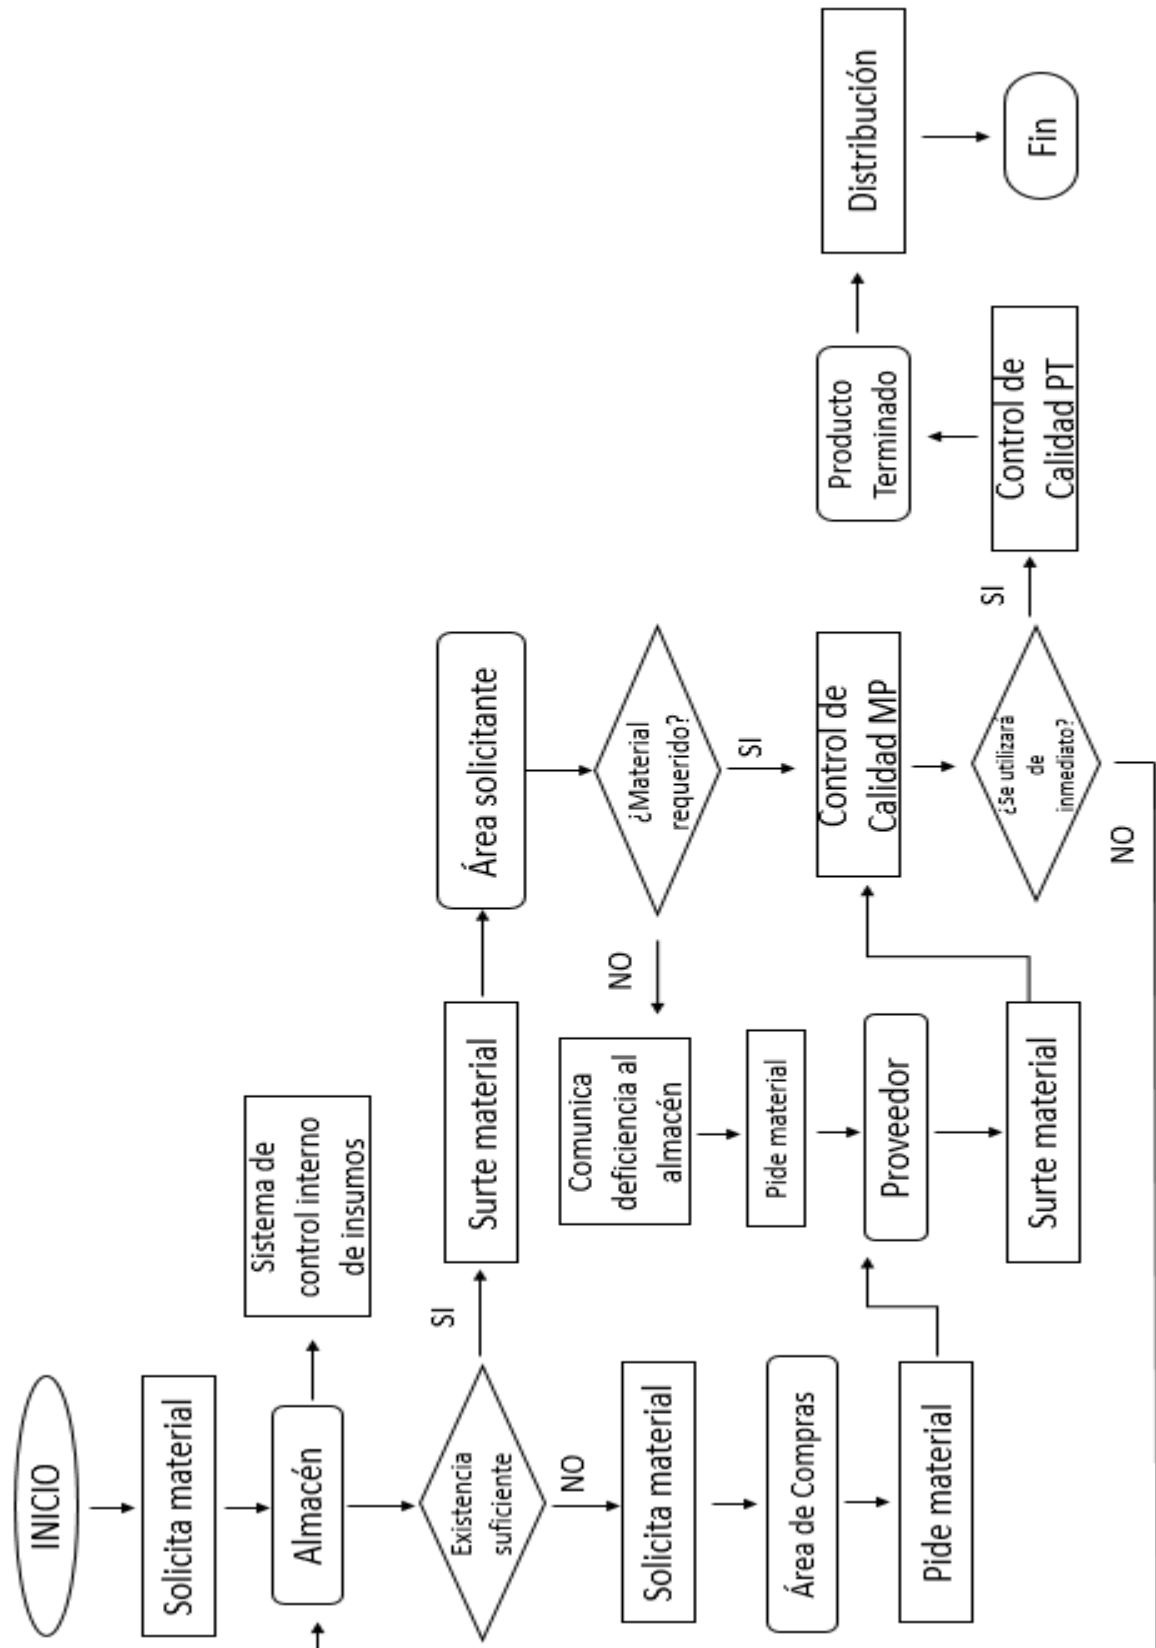 INICIO
Solicita material
Almacén
Sistema de
control interno
de insumos
Existencia
suficiente
SI
NO
Surte material
Área solicitante
¿Material
requerido?
NO
SI
Comunica
deficiencia al
almacén
Pide material
Solicita material
Área de Compras
Pide material
Proveedor
Surte material
Control de
Calidad MP
¿Se utilizará
de
inmediato?
NO
SI
Control de
Calidad PT
Producto
Terminado
Distribución
Fin